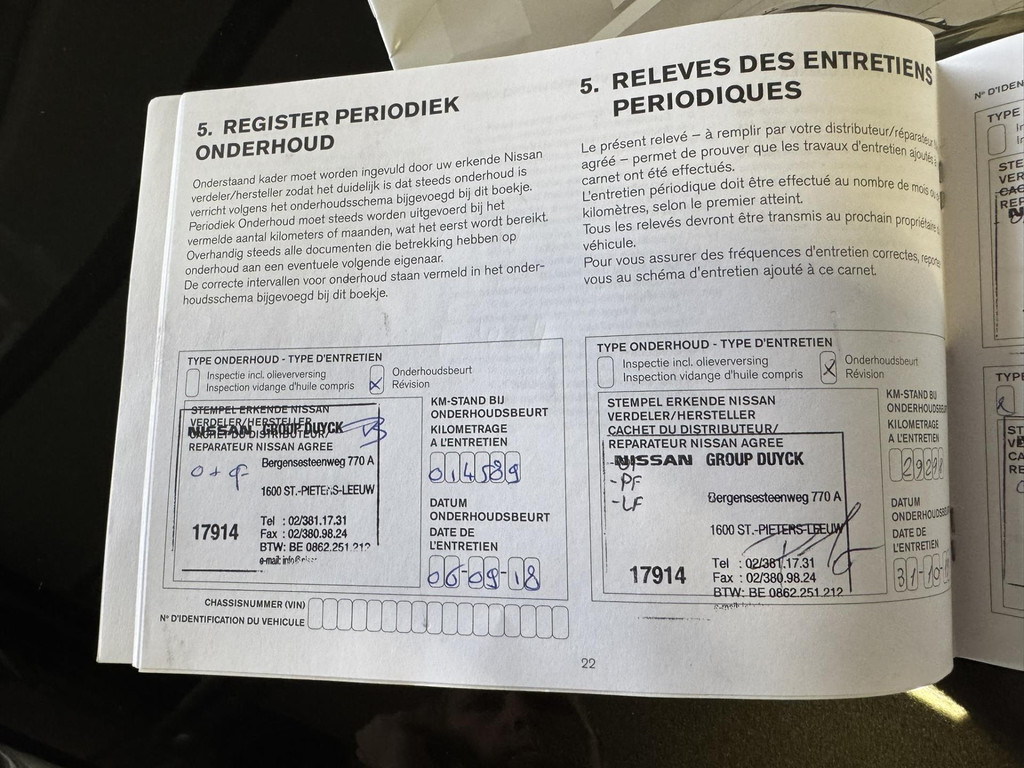 5. REGISTER PERIODIEK
ONDERHOUD
Onderstaand kader moet worden ingevuld door uw erkende Nissan
verdeler/hersteller zodat het duidelijk is dat steeds onderhoud is
verricht volgens het onderhoudsschema bijgevoegd bij dit boekje.
Periodiek Onderhoud moet steeds worden uitgevoerd bij het
vermelde aantal kilometers of maanden, wat het eerst wordt bereikt.
Overhandig steeds alle documenten die betrekking hebben op
onderhoud aan een eventuele volgende eigenaar.
De correcte intervallen voor onderhoud staan vermeld in het onder-
houdsschema bijgevoegd bij dit boekje.
TYPE ONDERHOUD - TYPE D'ENTRETIEN
Inspectie incl. olieverversing
Inspection vidange d'huile compris
Onderhoudsbeurt
Révision
STEMPEL ERKENDE NISSAN
VERDELER/HERSTELLER
CACHET DU DISTRIBUTEUR/
REPARATEUR NISSAN AGREE
NISSAN GROUP DUYCK
Bergensesteenweg 770 A
1600 ST.-PIETERS-LEEUW
17914
Tel : 02/381.17.31
Fax : 02/380.98.24
BTW: BE 0862.251.212
e-mail:
KM-STAND BIJ
ONDERHOUDSBEURT
KILOMETRAGE
A L'ENTRETIEN
014589
DATUM
ONDERHOUDSBEURT
DATE DE
L'ENTRETIEN
06-09-18
CHASSISNUMMER (VIN)
N° D'IDENTIFICATION DU VEHICULE
5. RELEVES DES ENTRETIENS
PERIODIQUES
Le présent relevé – à remplir par votre distributeur/réparateur
agréé – permet de prouver que les travaux d'entretien ajoutés à
carnet ont été effectués.
L'entretien périodique doit être effectué au nombre de mois ou
kilomètres, selon le premier atteint.
Tous les relevés devront être transmis au prochain propriétaire
véhicule.
Pour vous assurer des fréquences d'entretien correctes,
vous au schéma d'entretien ajouté à ce carnet.
TYPE ONDERHOUD - TYPE D'ENTRETIEN
Inspectie incl. olieverversing
Inspection vidange d'huile compris
Onderhoudsbeurt
Révision
STEMPEL ERKENDE NISSAN
VERDELER/HERSTELLER
CACHET DU DISTRIBUTEUR/
REPARATEUR NISSAN AGREE
NISSAN GROUP DUYCK
-PF
-LF
Bergensesteenweg 770 A
1600 ST.-PIETERS-LEEUW
17914
Tel : 02/381.17.31
Fax : 02/380.98.24
BTW: BE 0862.251.212
KM-STAND BIJ
ONDERHOUDSBEU
KILOMETRAGE
A L'ENTRETIEN
DATUM
ONDERHOUDSB
DATE DE
L'ENTRETIEN
31-10-
22
N° D'IDEN
TYPE
STE
VER
CAC
REP
TYP